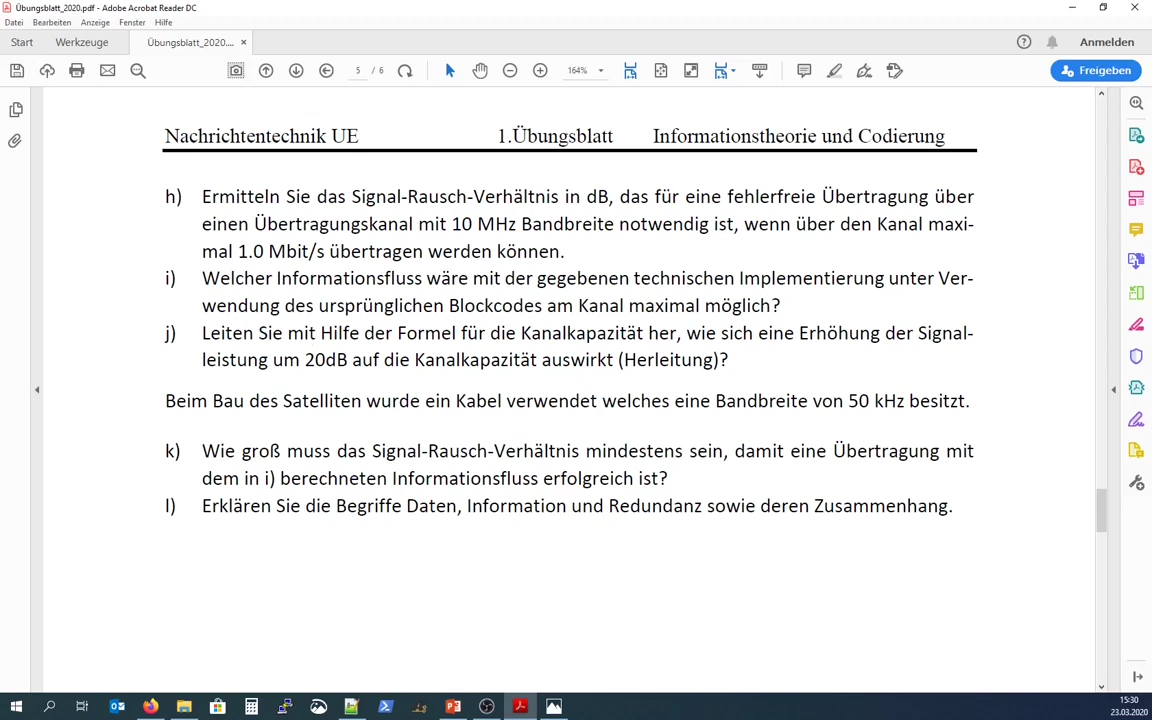 Übungsblatt_2020.pdf - Adobe Acrobat Reader DC
Datei Bearbeiten Anzeige Fenster Hilfe
Start Werkzeuge Übungsblatt_2020.... × Anmelden
5 / 6 164% Freigeben
Nachrichtentechnik UE 1.Übungsblatt Informationstheorie und Codierung
h) Ermitteln Sie das Signal-Rausch-Verhältnis in dB, das für eine fehlerfreie Übertragung über
einen Übertragungskanal mit 10 MHz Bandbreite notwendig ist, wenn über den Kanal maxi-
mal 1.0 Mbit/s übertragen werden können.
i) Welcher Informationsfluss wäre mit der gegebenen technischen Implementierung unter Ver-
wendung des ursprünglichen Blockcodes am Kanal maximal möglich?
j) Leiten Sie mit Hilfe der Formel für die Kanalkapazität her, wie sich eine Erhöhung der Signal-
leistung um 20dB auf die Kanalkapazität auswirkt (Herleitung)?
Beim Bau des Satelliten wurde ein Kabel verwendet welches eine Bandbreite von 50 kHz besitzt.
k) Wie groß muss das Signal-Rausch-Verhältnis mindestens sein, damit eine Übertragung mit
dem in i) berechneten Informationsfluss erfolgreich ist?
l) Erklären Sie die Begriffe Daten, Information und Redundanz sowie deren Zusammenhang.
15:30
23.03.2020